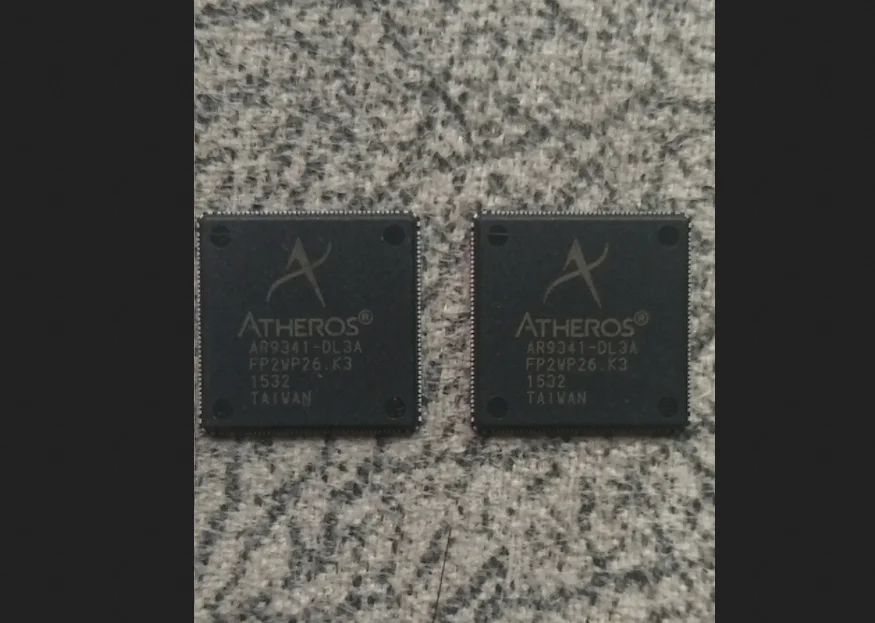 ATHEROS®
AR9341-DL3A
FP2WP26.K3
1532
TAIWAN
ATHEROS®
AR9341-DL3A
FP2WP26.K3
1532
TAIWAN